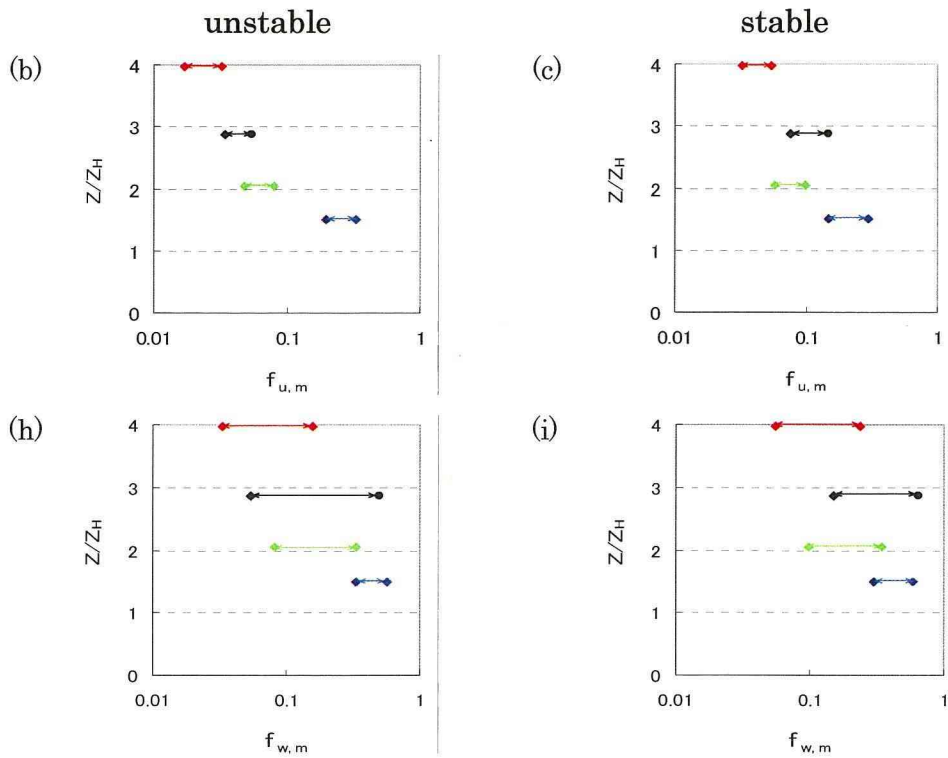 unstable
stable
(b)
4
3
2
1
0
Z/Z_H
0.01
0.1
1
f_u, m
(c)
4
3
2
1
0
Z/Z_H
0.01
0.1
1
f_u, m
(h)
4
3
2
1
0
Z/Z_H
0.01
0.1
1
f_w, m
(i)
4
3
2
1
0
Z/Z_H
0.01
0.1
1
f_w, m